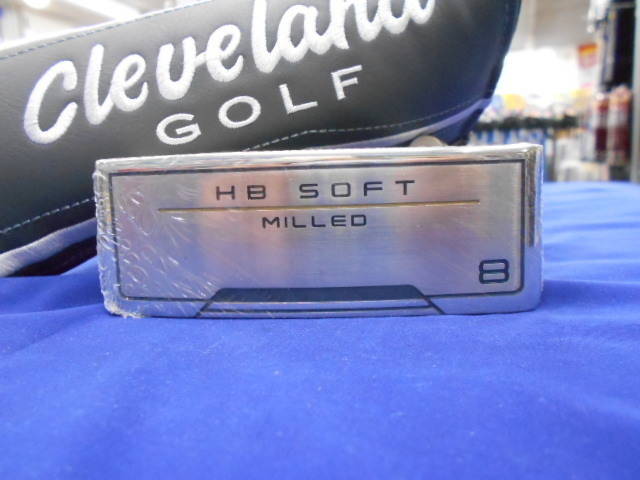 Cleveland
GOLF
HB SOFT
MILLED
8